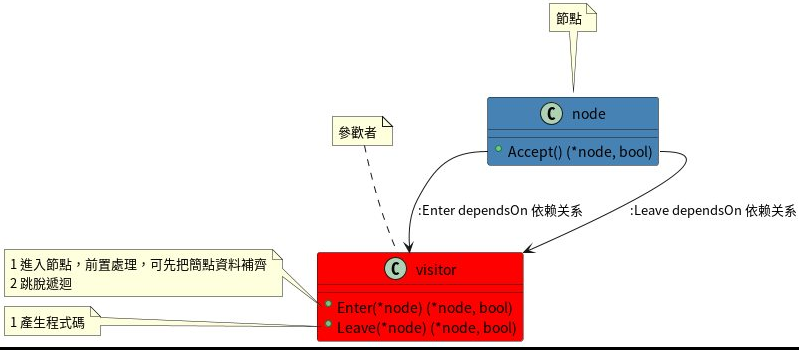 節點
C node
Accept() (*node, bool)
參歡者
:Enter dependsOn 依赖关系
:Leave dependsOn 依赖关系
1 進入節點，前置處理，可先把簡點資料補齊
2 跳脫遞迴
C visitor
Enter(*node) (*node, bool)
Leave(*node) (*node, bool)
1 產生程式碼